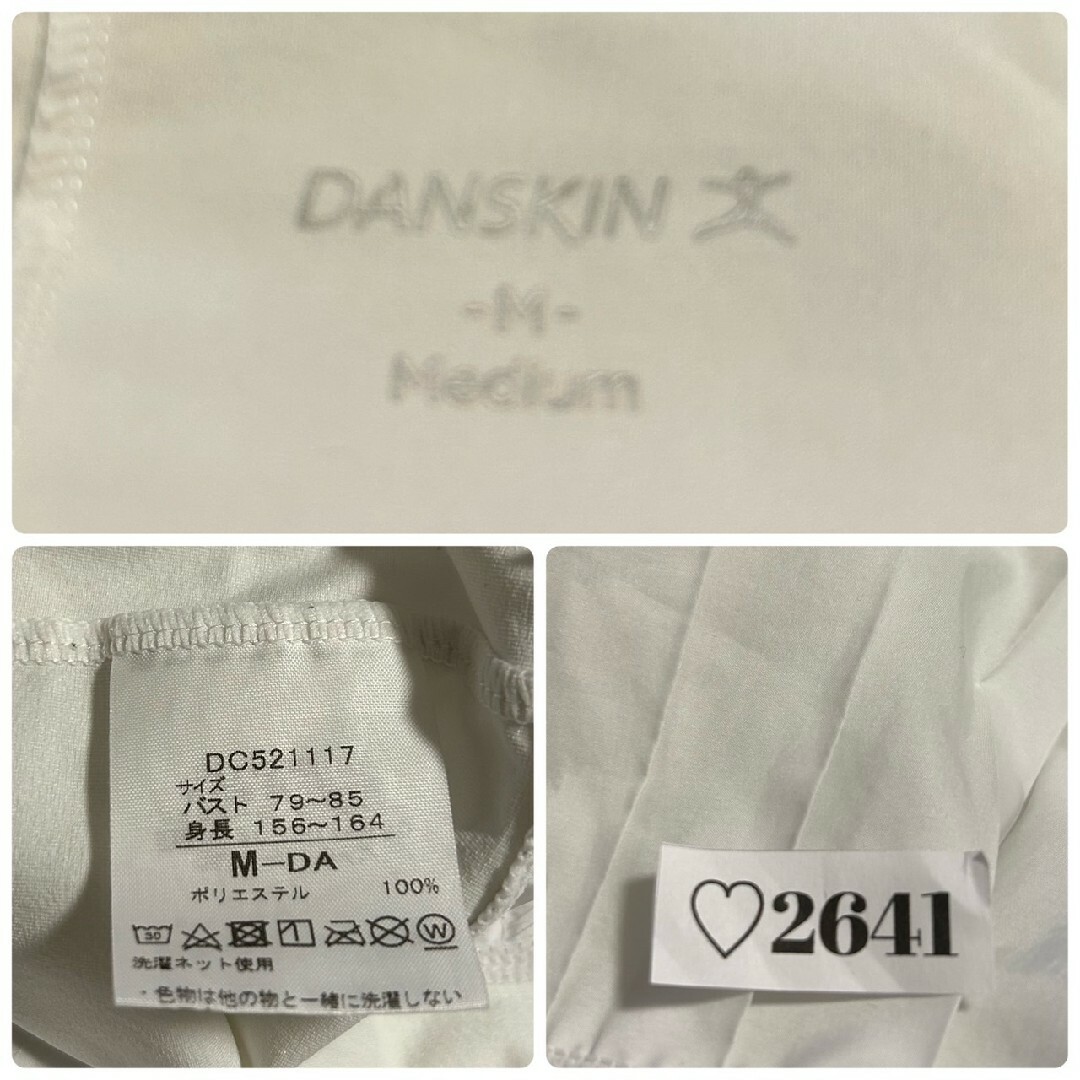 DANSKIN
-M-
Medium
DC521117
サイズ
バスト 79~85
身長 156~164
M-DA
ポリエステル 100%
30 W
洗濯ネット使用
・色物は他の物と一緒に洗濯しない
♡2641